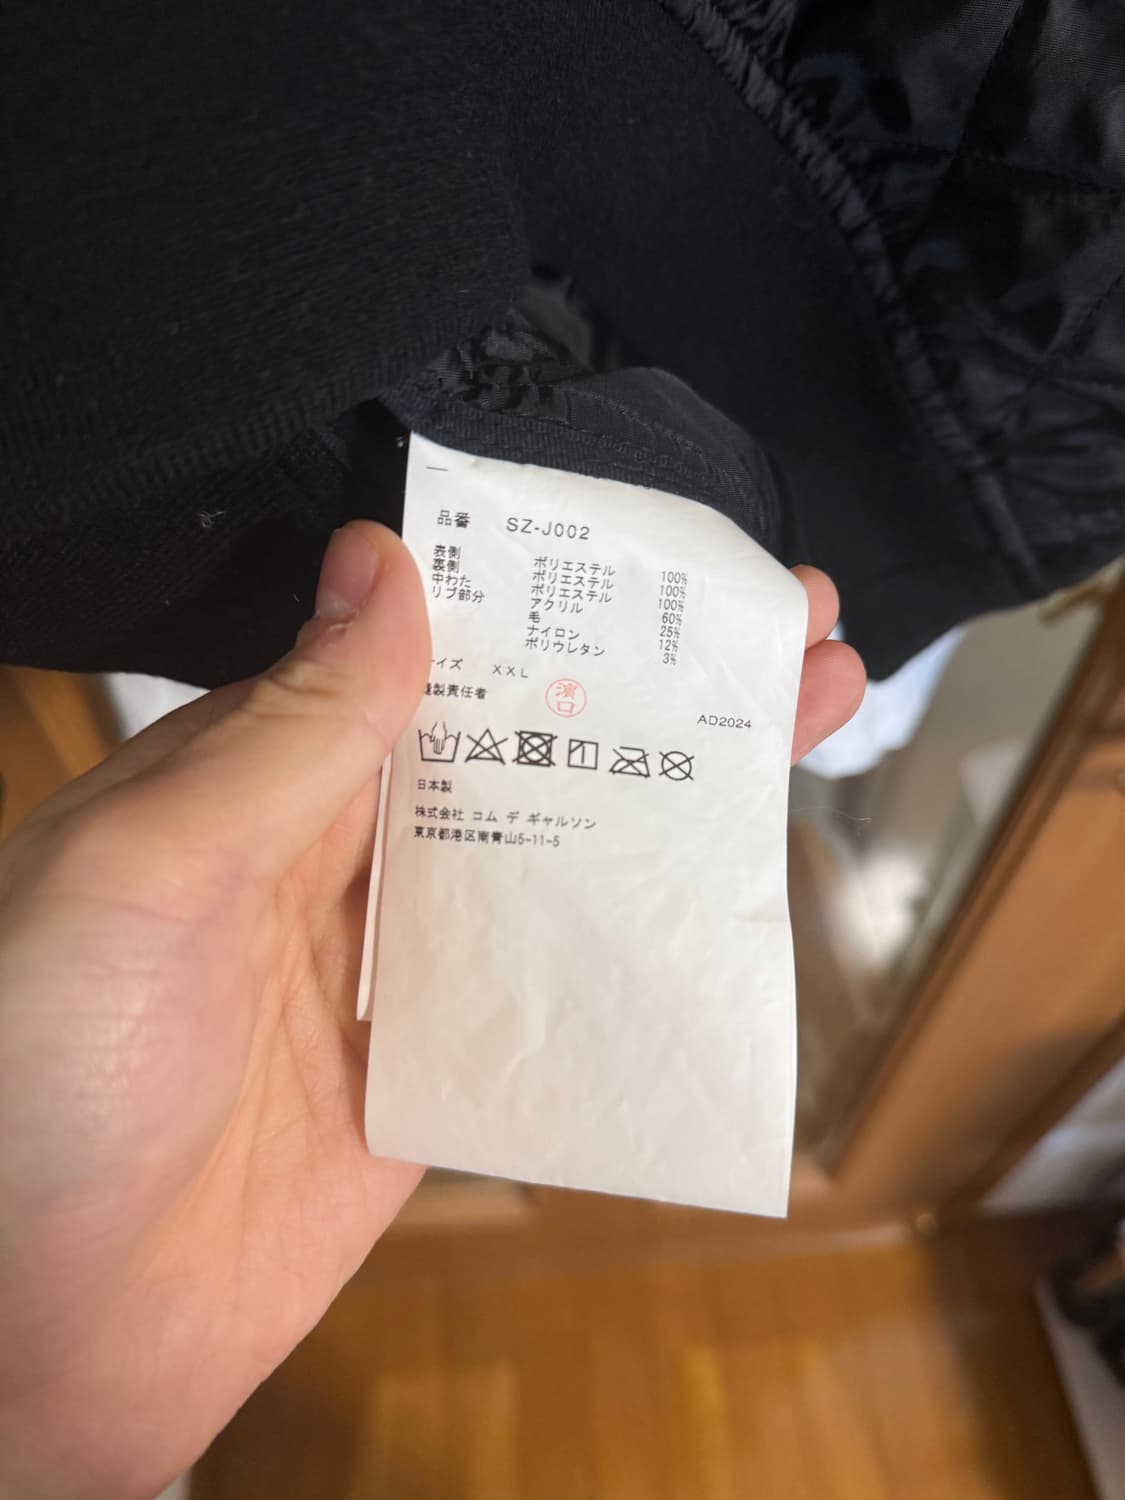 品番 SZ-J002
表側 ポリエステル 100%
裏側 ポリエステル 100%
中わた ポリエステル 100%
リブ部分 アクリル 60%
毛 25%
ナイロン 12%
ポリウレタン 3%
イズ XXL
縫製責任者 濱口
AD2024
日本製
株式会社 コム デ ギャルソン
東京都港区南青山5-11-5